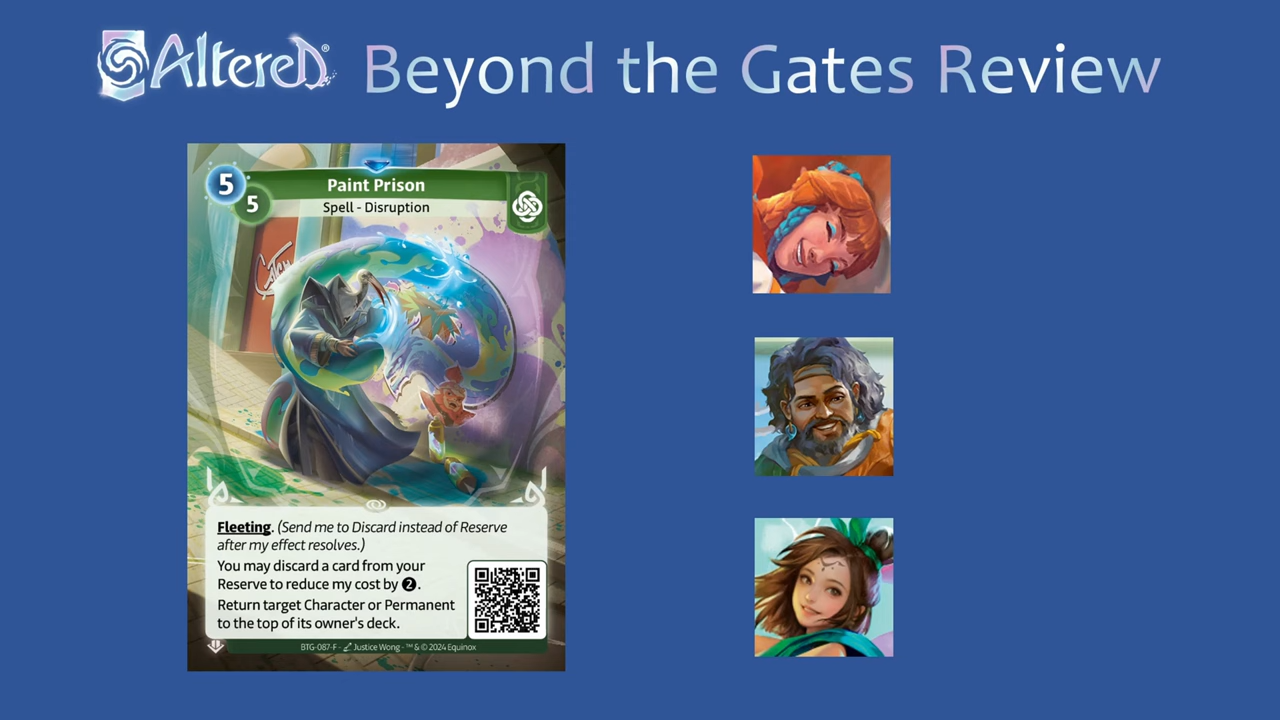 Altered® Beyond the Gates Review
5
5
Paint Prison
Spell - Disruption
Catch
Fleeting. (Send me to Discard instead of Reserve
after my effect resolves.)
You may discard a card from your
Reserve to reduce my cost by 2.
Return target Character or Permanent
to the top of its owner's deck.
BTG-087-F - Justice Wong - ™ & © 2024 Equinox